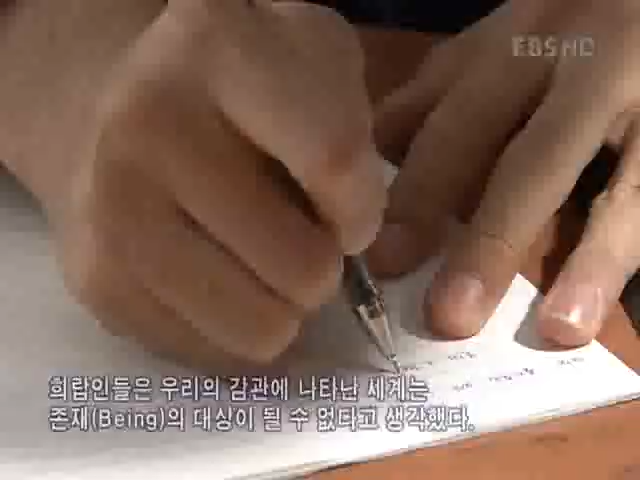 EBS HD
희랍인들은 우리의 감관에 나타난 세계는
존재(Being)의 대상이 될 수 없다고 생각했다.